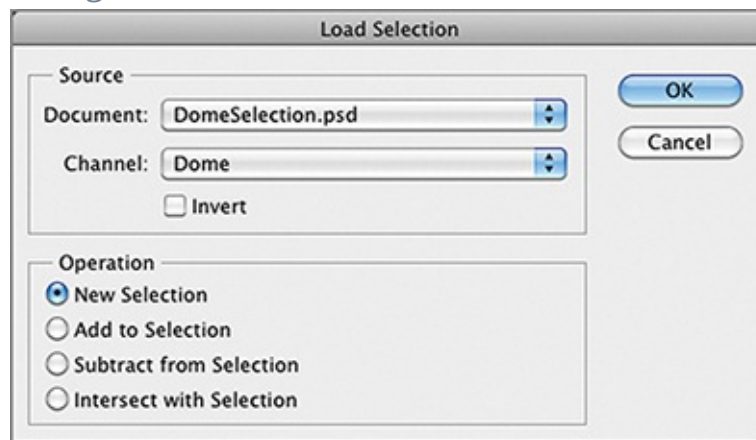 Load Selection
Source
Document: DomeSelection.psd
OK
Channel: Dome
Cancel
Invert
Operation
New Selection
Add to Selection
Subtract from Selection
Intersect with Selection